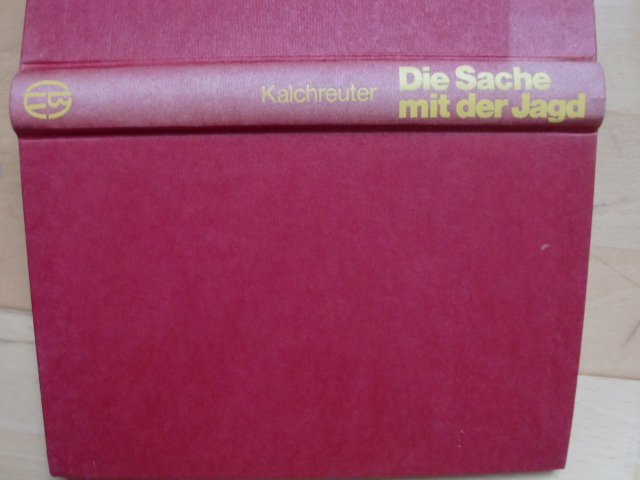 Kalchreuter
Die Sache
mit der Jagd